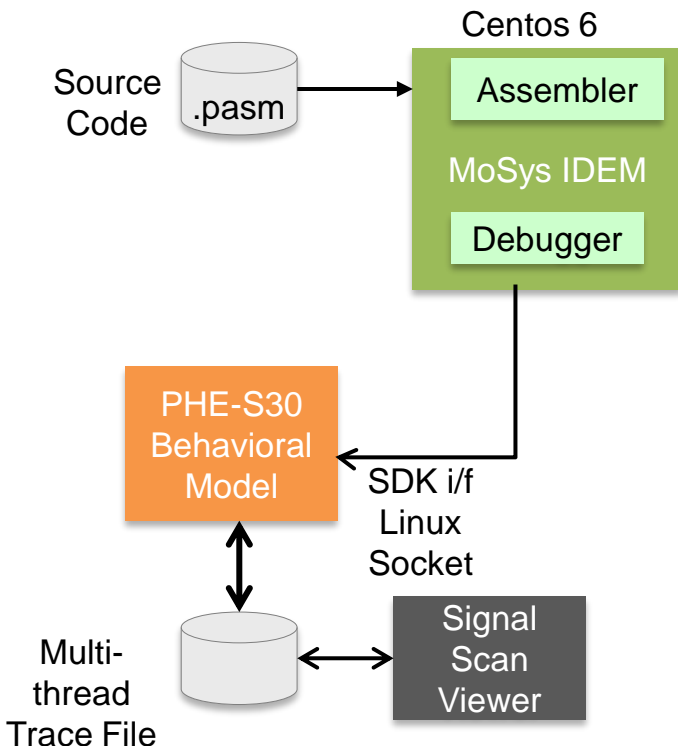 Centos 6
Source
Code
.pasm
Assembler
MoSys IDEM
Debugger
PHE-S30
Behavioral
Model
SDK i/f
Linux
Socket
Multi-
thread
Trace File
Signal
Scan
Viewer